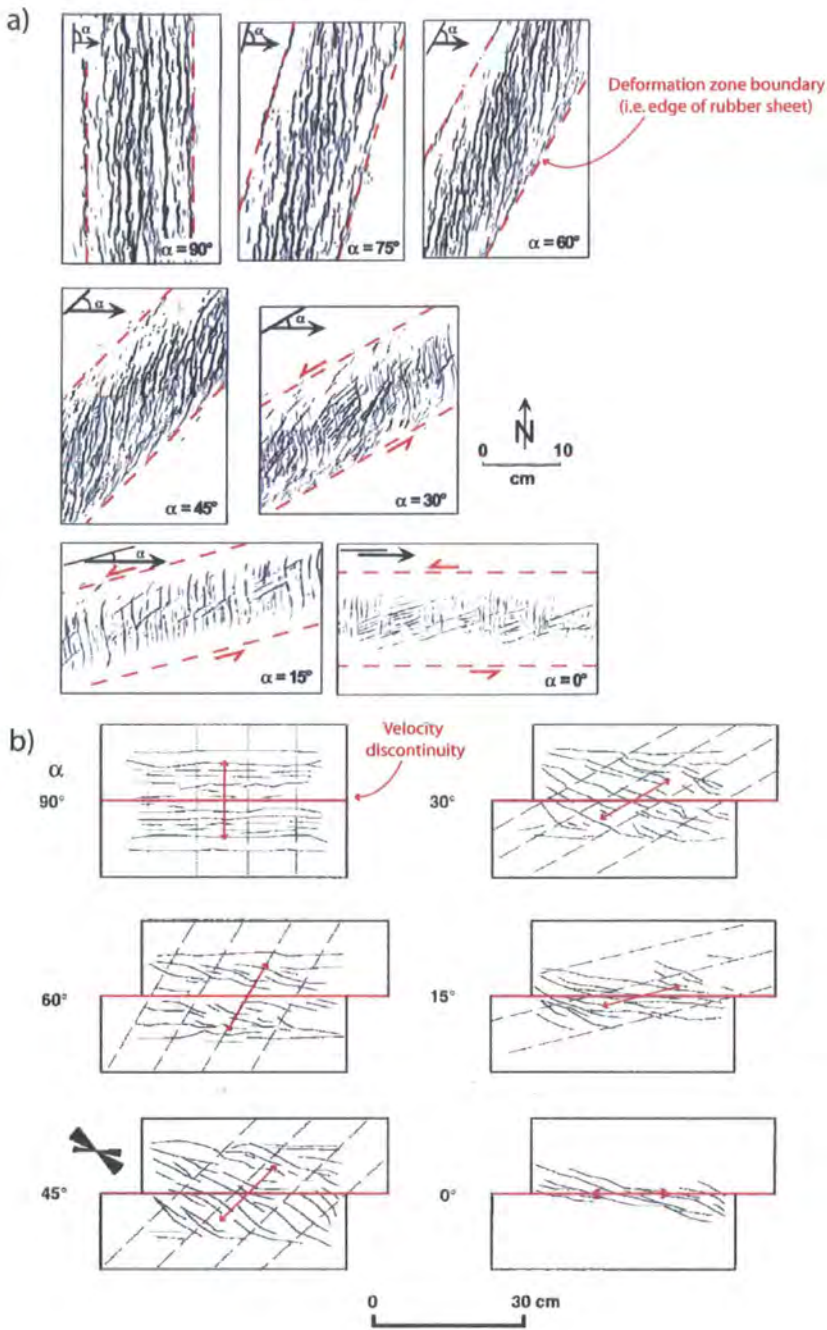 a)
α
α
α
Deformation zone boundary
(i.e. edge of rubber sheet)
α = 90°
α = 75°
α = 60°
α
α
N
0 10
cm
α = 45°
α = 30°
α
α = 15°
α = 0°
b)
Velocity
discontinuity
α
90°
30°
60°
15°
45°
0°
0 30 cm